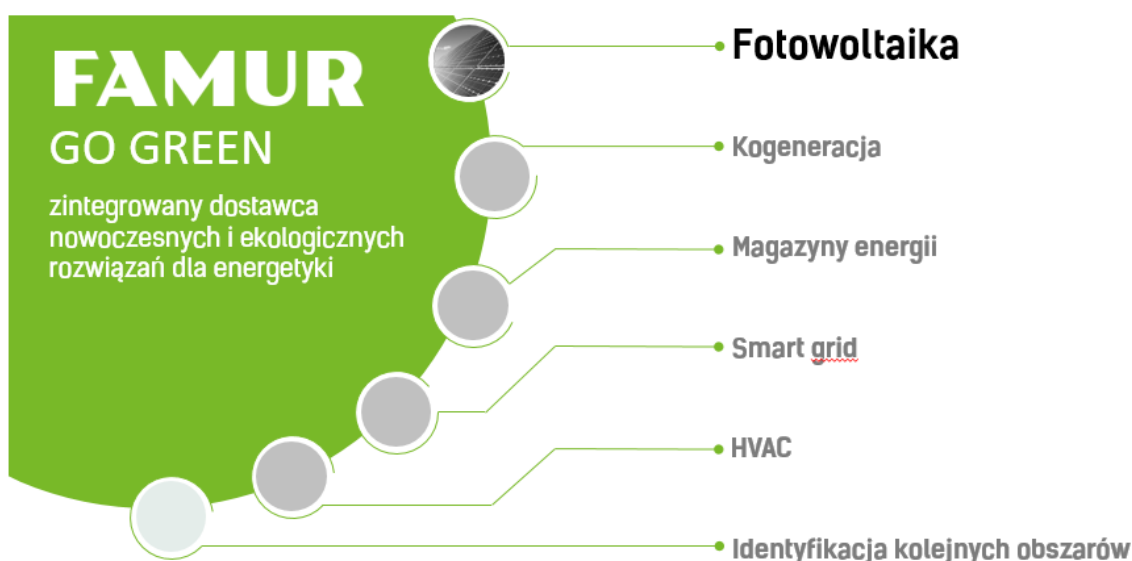 FAMUR
GO GREEN
zintegrowany dostawca
nowoczesnych i ekologicznych
rozwiązań dla energetyki
Fotowoltaika
Kogeneracja
Magazyny energii
Smart grid
HVAC
Identyfikacja kolejnych obszarów